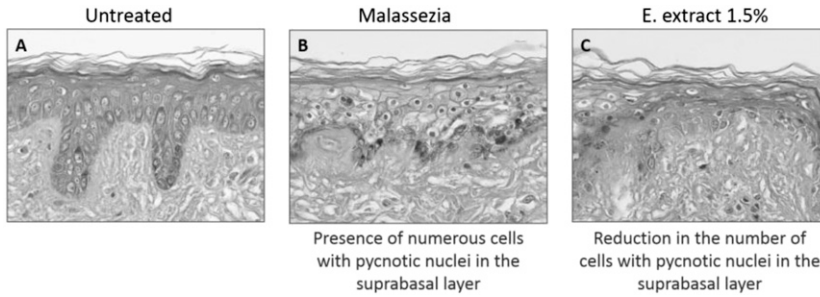 Untreated
Malassezia
E. extract 1.5%
A
B
C
Presence of numerous cells
with pycnotic nuclei in the
suprabasal layer
Reduction in the number of
cells with pycnotic nuclei in the
suprabasal layer